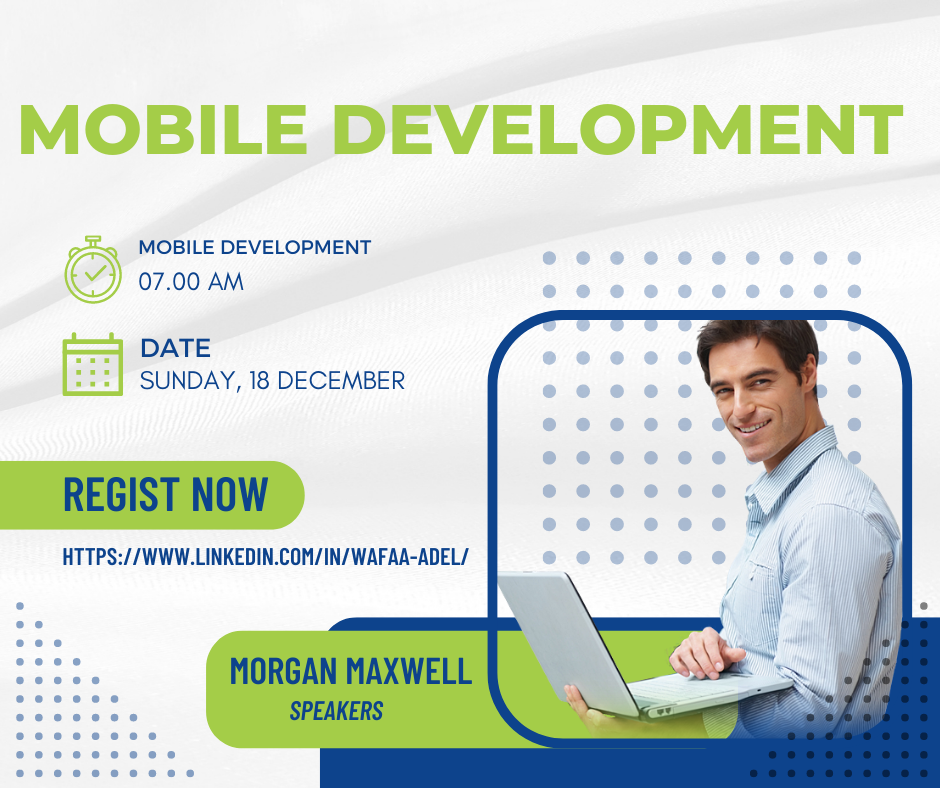 MOBILE DEVELOPMENT
MOBILE DEVELOPMENT
07.00 AM
DATE
SUNDAY, 18 DECEMBER
REGIST NOW
HTTPS://WWW.LINKEDIN.COM/IN/WAFAA-ADEL/
MORGAN MAXWELL
SPEAKERS